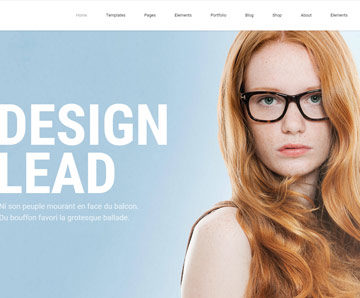 Home Templates Pages Elements Portfolio Blog Shop About Elements
DESIGN
LEAD
Ni son peuple mourant en face du balcon.
Du bouffon favori la grotesque ballade.